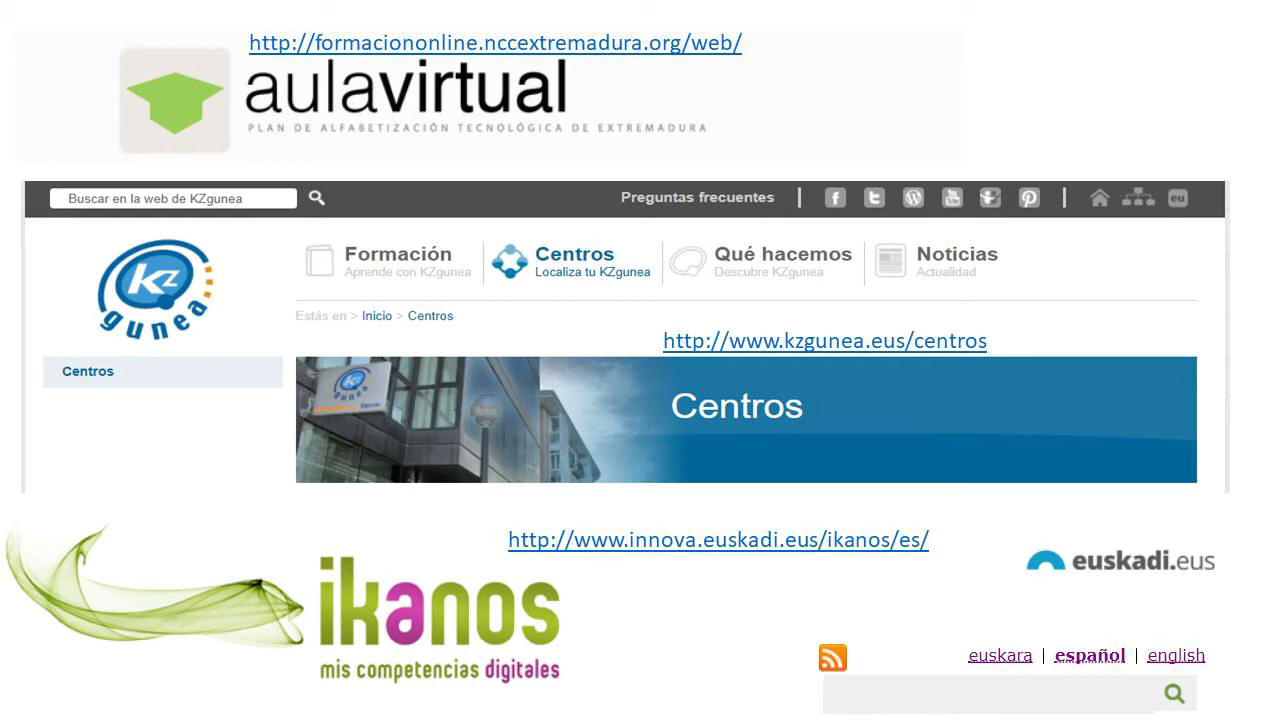 http://formaciononline.nccextremadura.org/web/
aulavirtual
PLAN DE ALFABETIZACIÓN TECNOLÓGICA DE EXTREMADURA
Buscar en la web de KZgunea
Preguntas frecuentes | | eu
Kz gunea
Formación
Aprende con KZgunea
Centros
Localiza tu KZgunea
Qué hacemos
Descubre KZgunea
Noticias
Actualidad
Estás en > Inicio > Centros
http://www.kzgunea.eus/centros
Centros
Kz gunea
Centros
http://www.innova.euskadi.eus/ikanos/es/
euskadi.eus
ikanos
mis competencias digitales
euskara | español | english